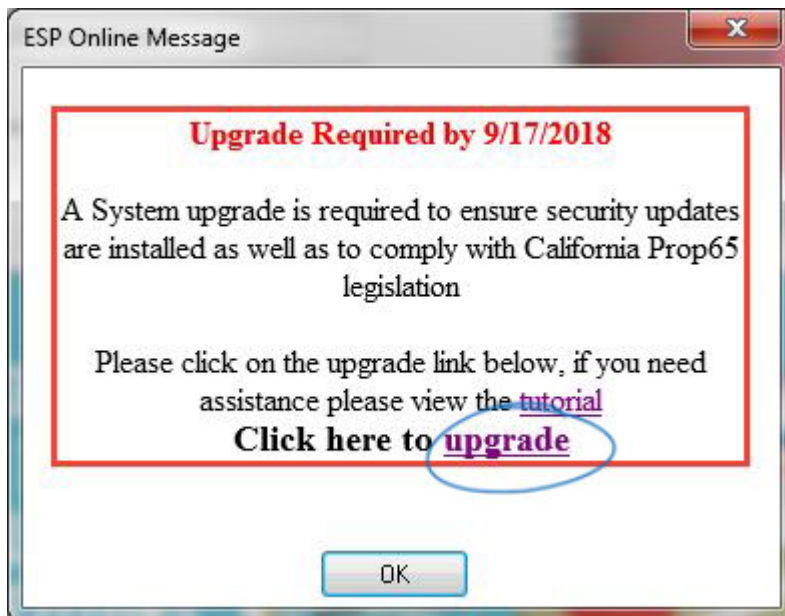 ESP Online Message
Upgrade Required by 9/17/2018
A System upgrade is required to ensure security updates
are installed as well as to comply with California Prop65
legislation
Please click on the upgrade link below, if you need
assistance please view the tutorial
Click here to upgrade
OK